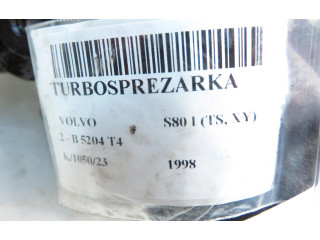 TURBOSPREZARKA
VOLVO S80 I (TS, XY)
2 - B 5204 T4
K/1050/23 1998